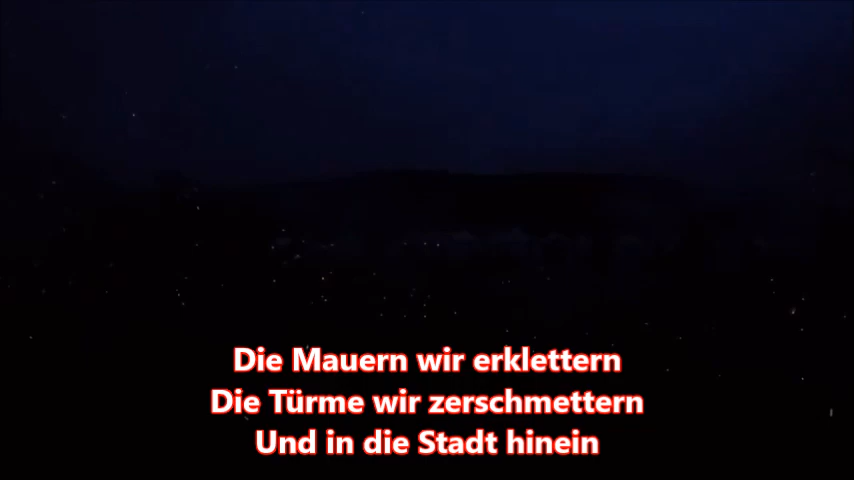 Die Mauern wir erklettern
Die Türme wir zerschmettern
Und in die Stadt hinein